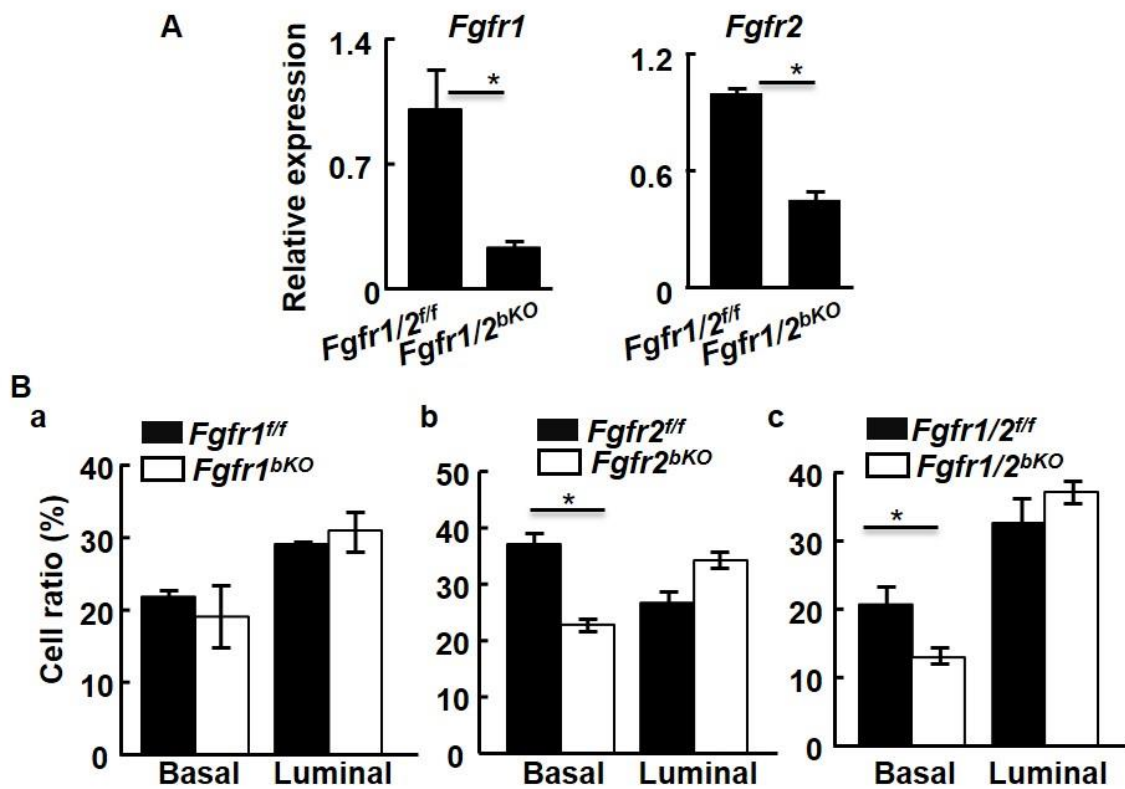 A
Fgfr1
Fgfr2
Relative expression
1.4
0.7
0
*
1.2
0.6
0
*
Fgfr1/2f/f
Fgfr1/2bKO
Fgfr1/2f/f
Fgfr1/2bKO
B
a
Fgfr1f/f
Fgfr1bKO
Cell ratio (%)
40
30
20
10
0
Basal
Luminal
b
Fgfr2f/f
Fgfr2bKO
50
40
30
20
10
0
*
Basal
Luminal
c
Fgfr1/2f/f
Fgfr1/2bKO
40
30
20
10
0
*
Basal
Luminal